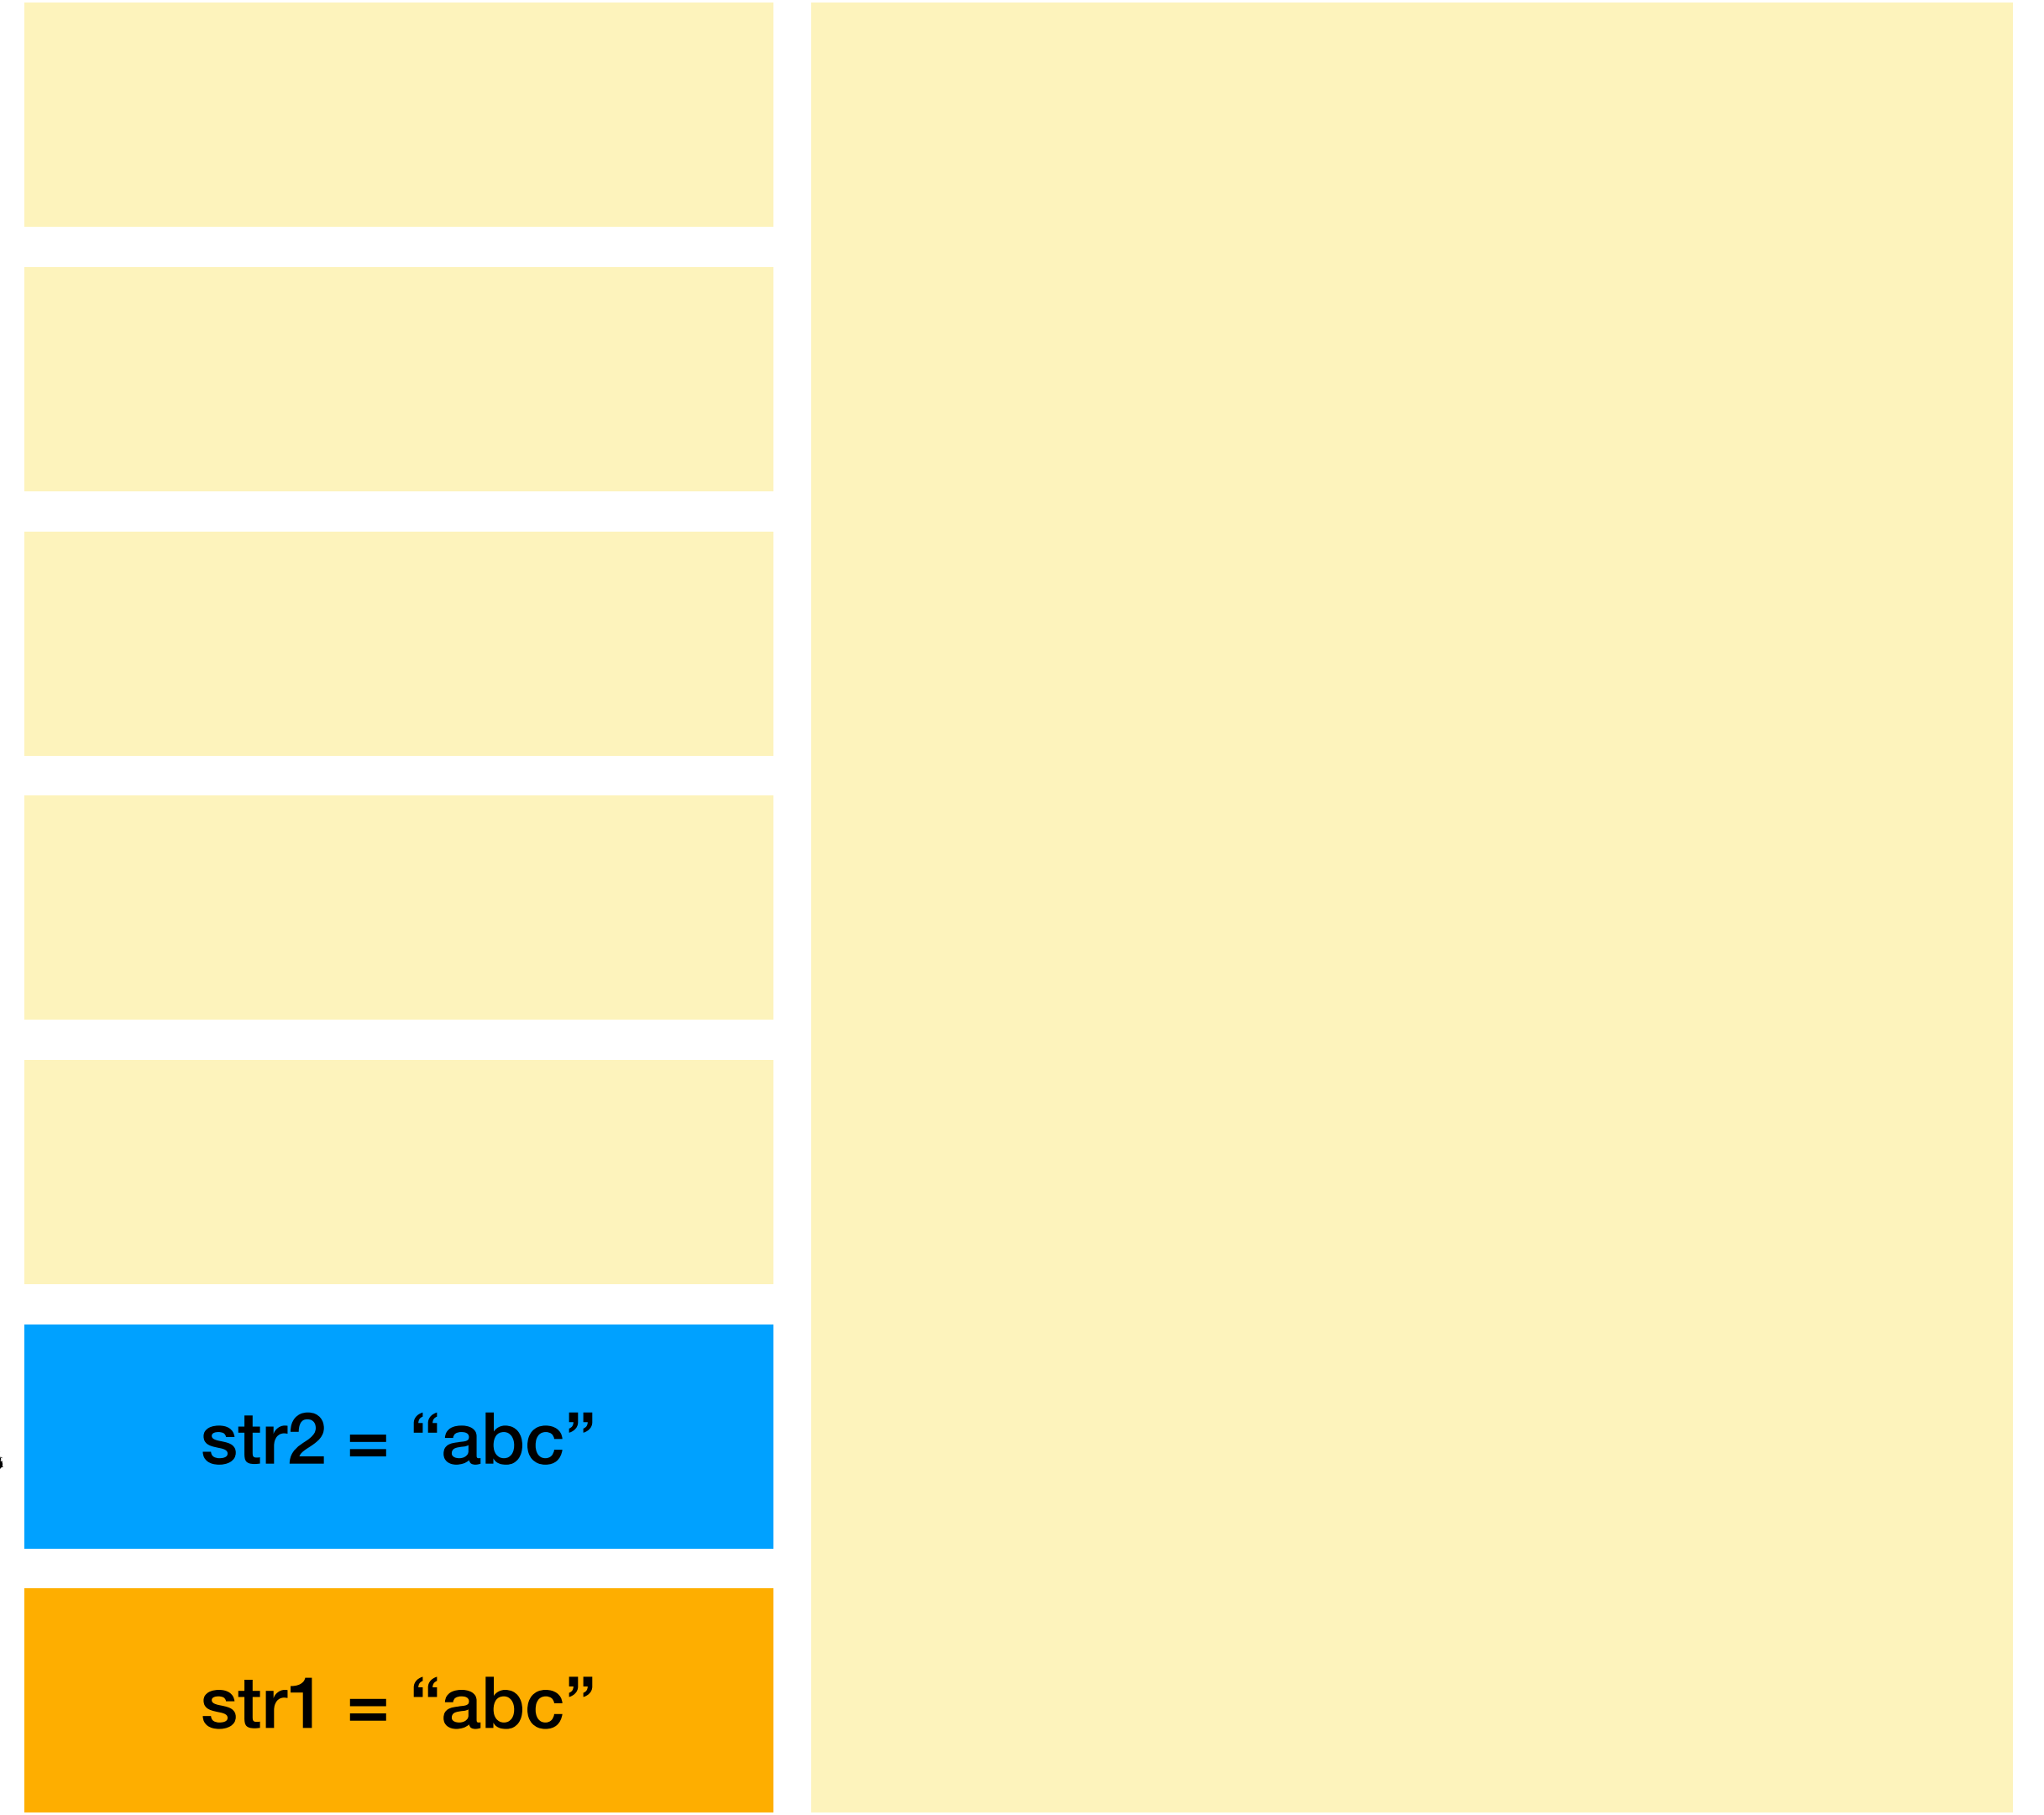 str2 = “abc”
str1 = “abc”